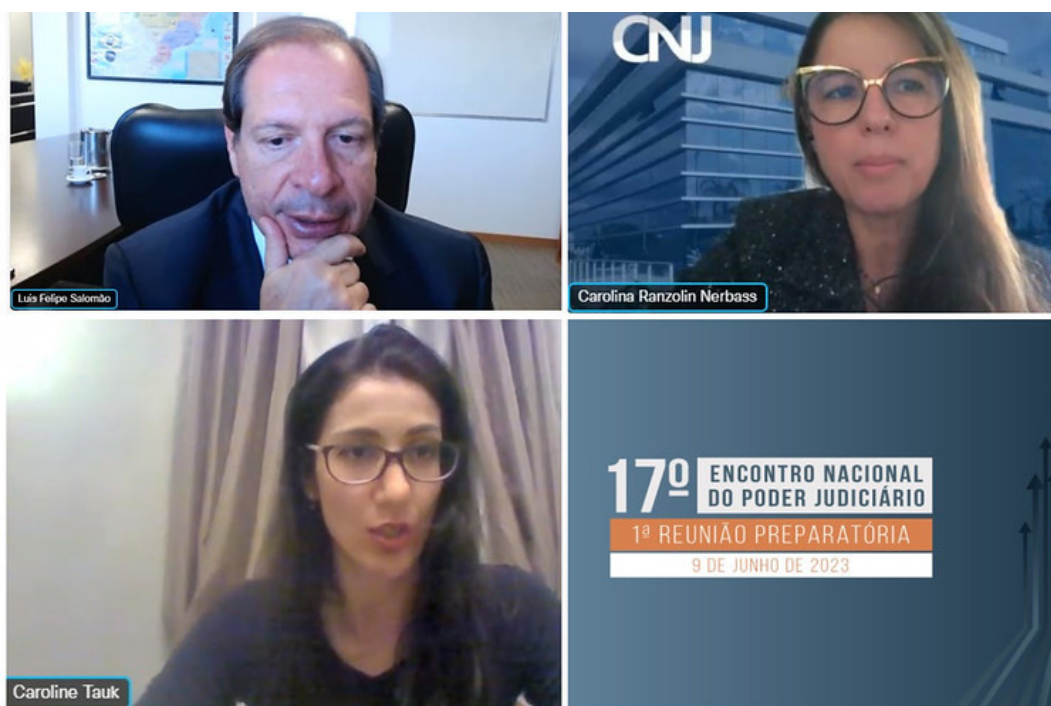 CNJ
Luis Felipe Salomão
Carolina Ranzolin Nerbass
Caroline Tauk
17º ENCONTRO NACIONAL
DO PODER JUDICIÁRIO
1ª REUNIÃO PREPARATÓRIA
9 DE JUNHO DE 2023